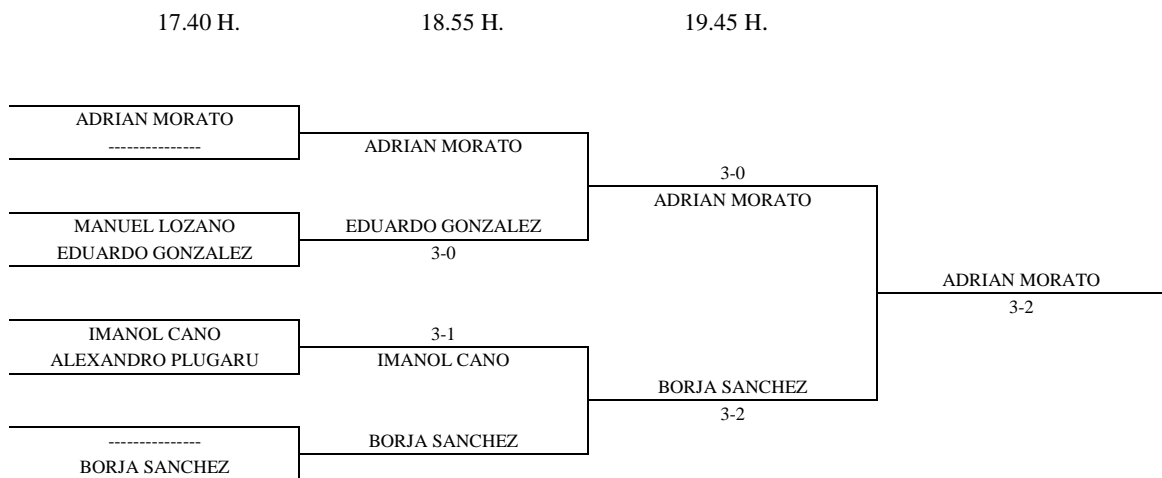 17.40 H. 18.55 H. 19.45 H.
ADRIAN MORATO
---------------
ADRIAN MORATO
3-0
ADRIAN MORATO
MANUEL LOZANO
EDUARDO GONZALEZ
EDUARDO GONZALEZ
3-0
ADRIAN MORATO
3-2
IMANOL CANO
ALEXANDRO PLUGARU
3-1
IMANOL CANO
BORJA SANCHEZ
3-2
---------------
BORJA SANCHEZ
BORJA SANCHEZ